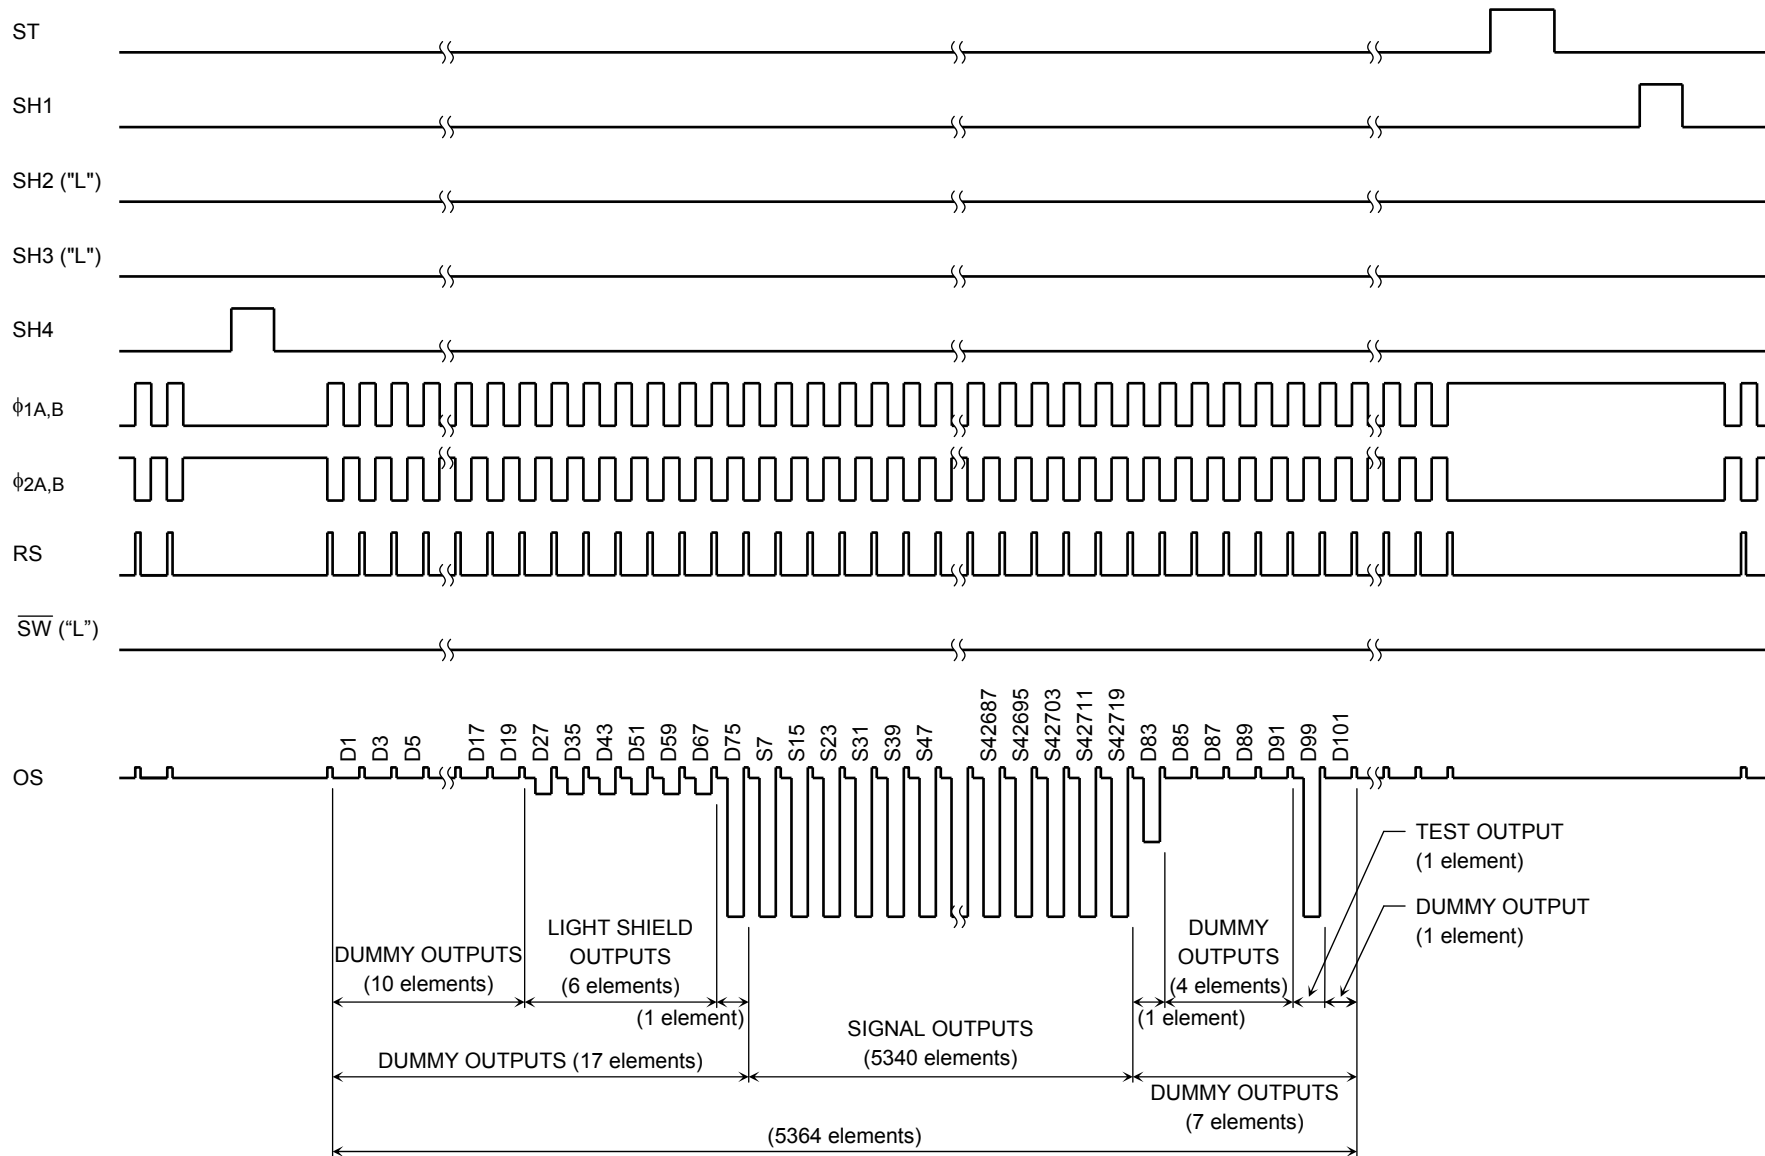 ST
SH1
SH2 ("L")
SH3 ("L")
SH4
ϕ1A,B
ϕ2A,B
RS
S̅W̅ (“L”)
OS
D1
D3
D5
D17
D19
D27
D35
D43
D51
D59
D67
D75
S7
S15
S23
S31
S39
S47
S42687
S42695
S42703
S42711
S42719
D83
D85
D87
D89
D91
D99
D101
TEST OUTPUT
(1 element)
DUMMY OUTPUT
(1 element)
DUMMY OUTPUTS
(10 elements)
LIGHT SHIELD
OUTPUTS
(6 elements)
(1 element)
DUMMY
OUTPUTS
(4 elements)
(1 element)
SIGNAL OUTPUTS
(5340 elements)
DUMMY OUTPUTS (17 elements)
DUMMY OUTPUTS
(7 elements)
(5364 elements)